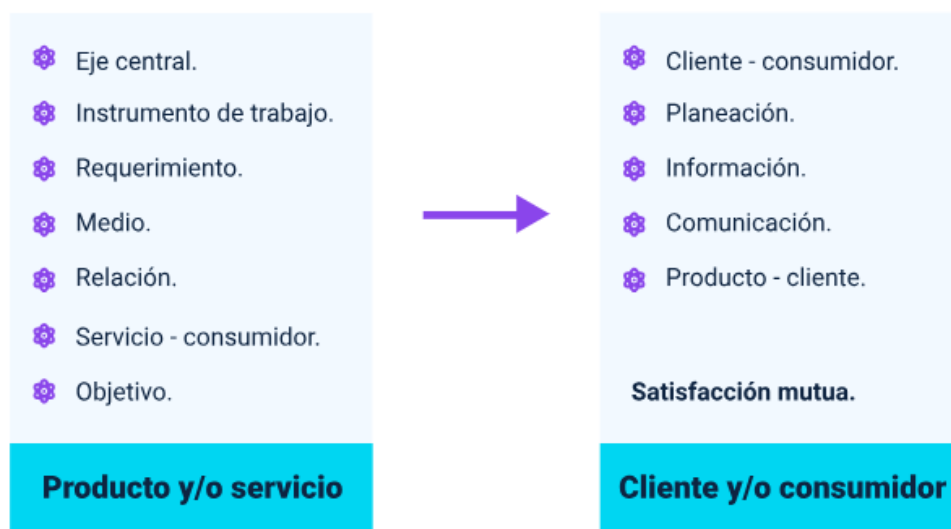 Eje central.
Instrumento de trabajo.
Requerimiento.
Medio.
Relación.
Servicio - consumidor.
Objetivo.
Producto y/o servicio
Cliente - consumidor.
Planeación.
Información.
Comunicación.
Producto - cliente.
Satisfacción mutua.
Cliente y/o consumidor